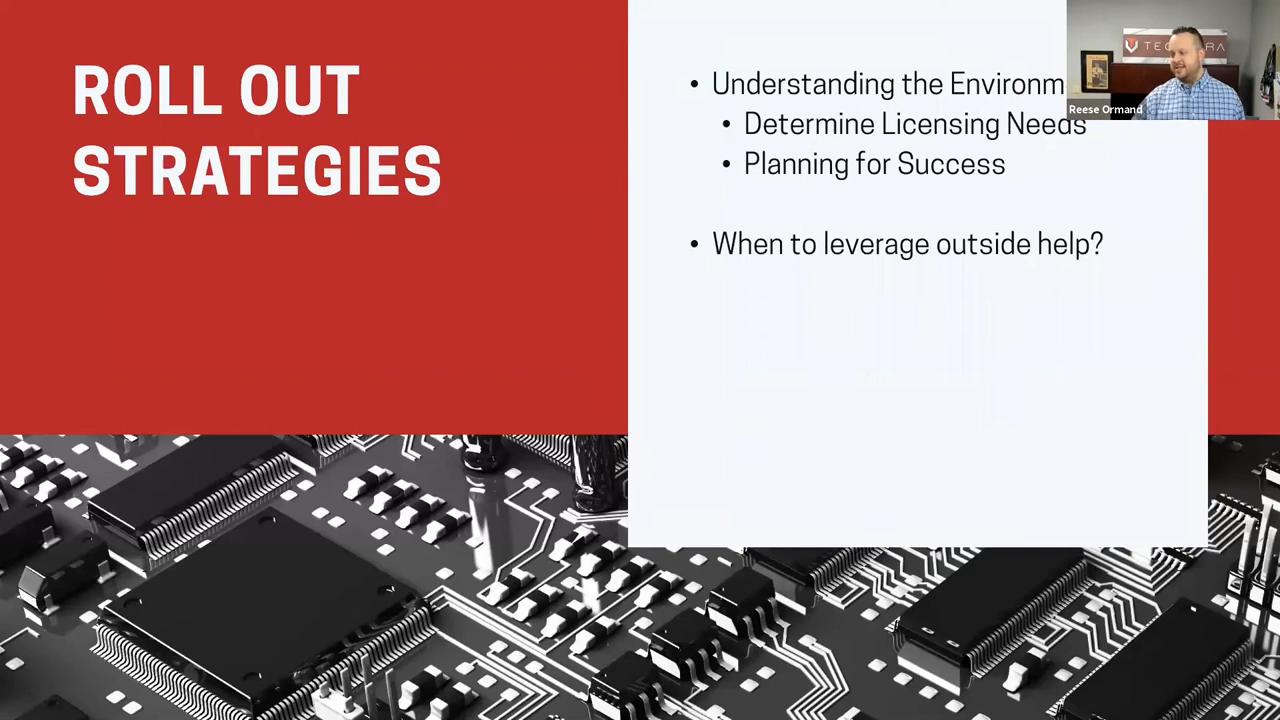 ROLL OUT
STRATEGIES
• Understanding the Environm
• Determine Licensing Needs
• Planning for Success
• When to leverage outside help?
Reese Ormand